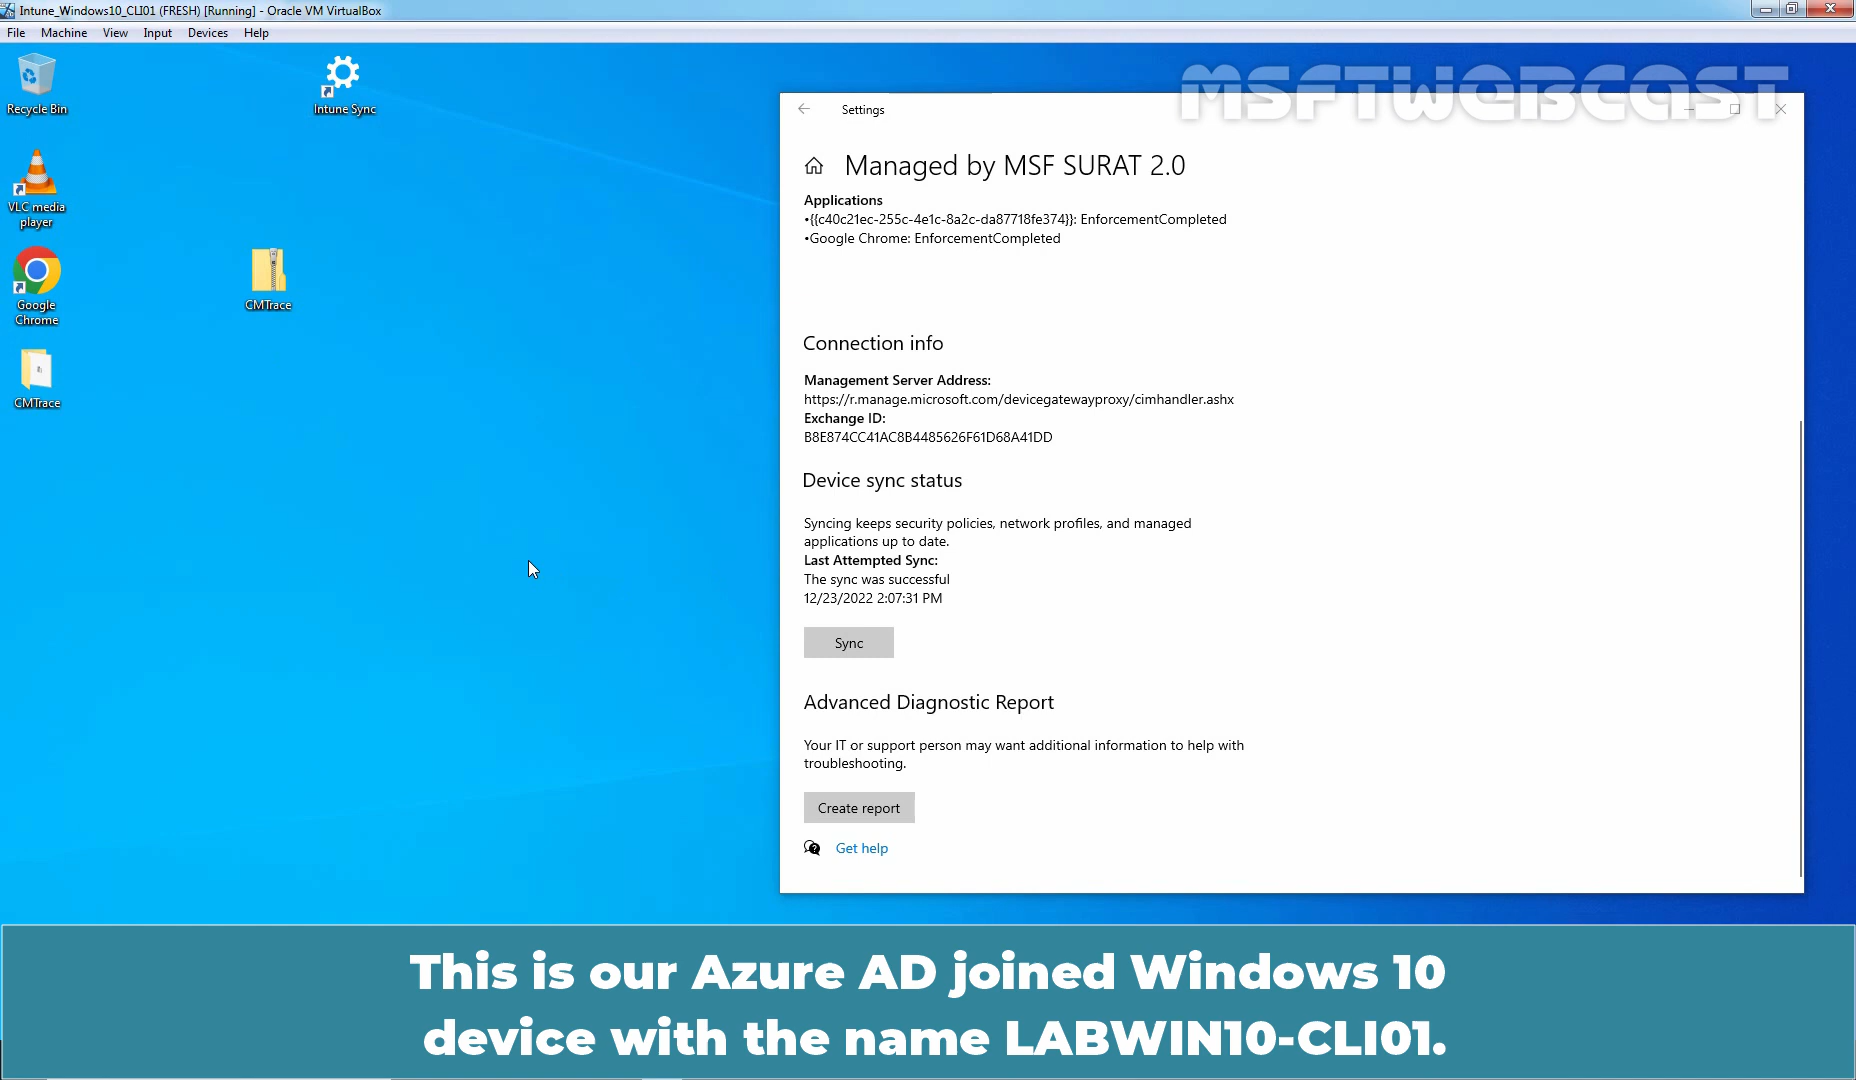 Intune_Windows10_CLI01 (FRESH) [Running] - Oracle VM VirtualBox
File Machine View Input Devices Help
Recycle Bin
Intune Sync
VLC media
player
Google
Chrome
CMTrace
CMTrace
MSFTWEBCAST
Settings
Managed by MSF SURAT 2.0
Applications
•{{c40c21ec-255c-4e1c-8a2c-da87718fe374}}: EnforcementCompleted
•Google Chrome: EnforcementCompleted
Connection info
Management Server Address:
https://r.manage.microsoft.com/devicegatewayproxy/cimhandler.ashx
Exchange ID:
B8E874CC41AC8B4485626F61D68A41DD
Device sync status
Syncing keeps security policies, network profiles, and managed
applications up to date.
Last Attempted Sync:
The sync was successful
12/23/2022 2:07:31 PM
Sync
Advanced Diagnostic Report
Your IT or support person may want additional information to help with
troubleshooting.
Create report
Get help
This is our Azure AD joined Windows 10
device with the name LABWIN10-CLI01.